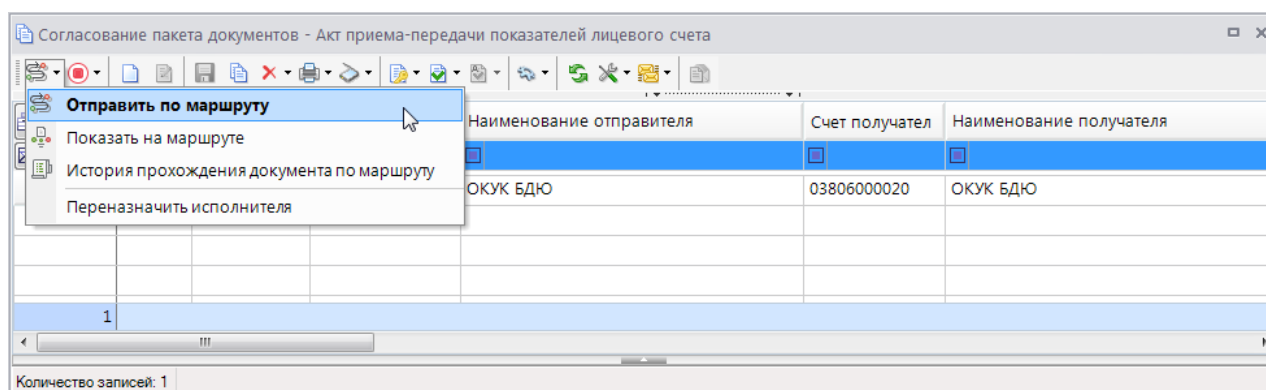 Согласование пакета документов - Акт приема-передачи показателей лицевого счета
Отправить по маршруту
Показать на маршруте
История прохождения документа по маршруту
Переназначить исполнителя
Наименование отправителя
Счет получател
Наименование получателя
ОКУК БДЮ
03806000020
ОКУК БДЮ
1
Количество записей: 1